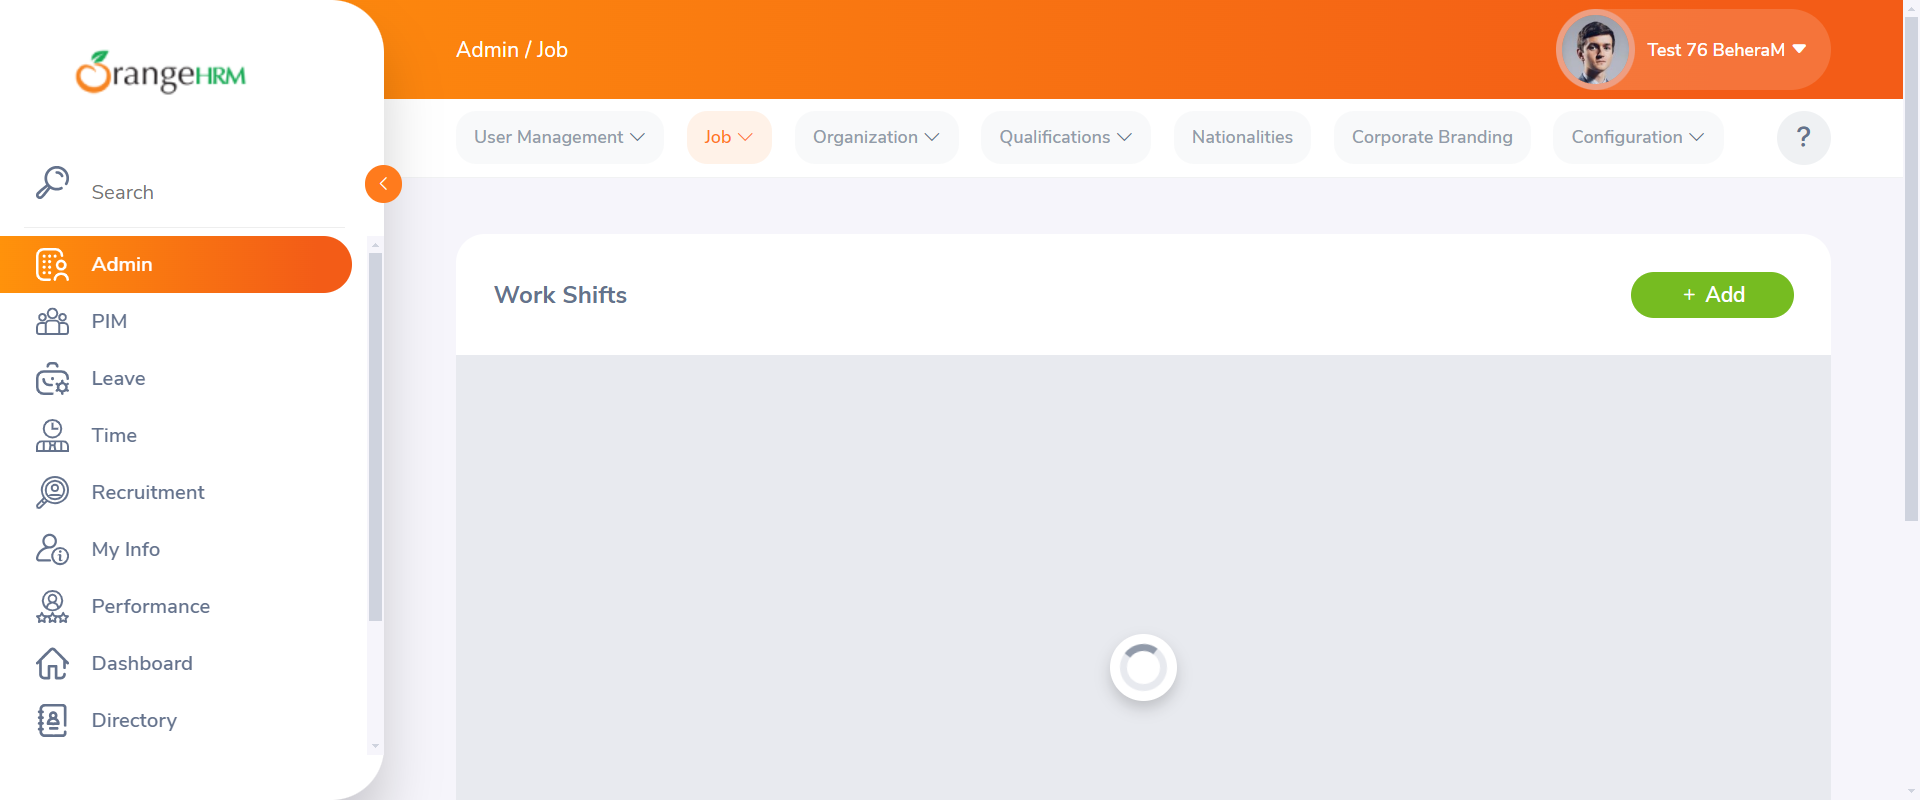 OrangeHRM
Search
Admin
PIM
Leave
Time
Recruitment
My Info
Performance
Dashboard
Directory
Admin / Job
Test 76 BeheraM
User Management
Job
Organization
Qualifications
Nationalities
Corporate Branding
Configuration
?
Work Shifts
+ Add